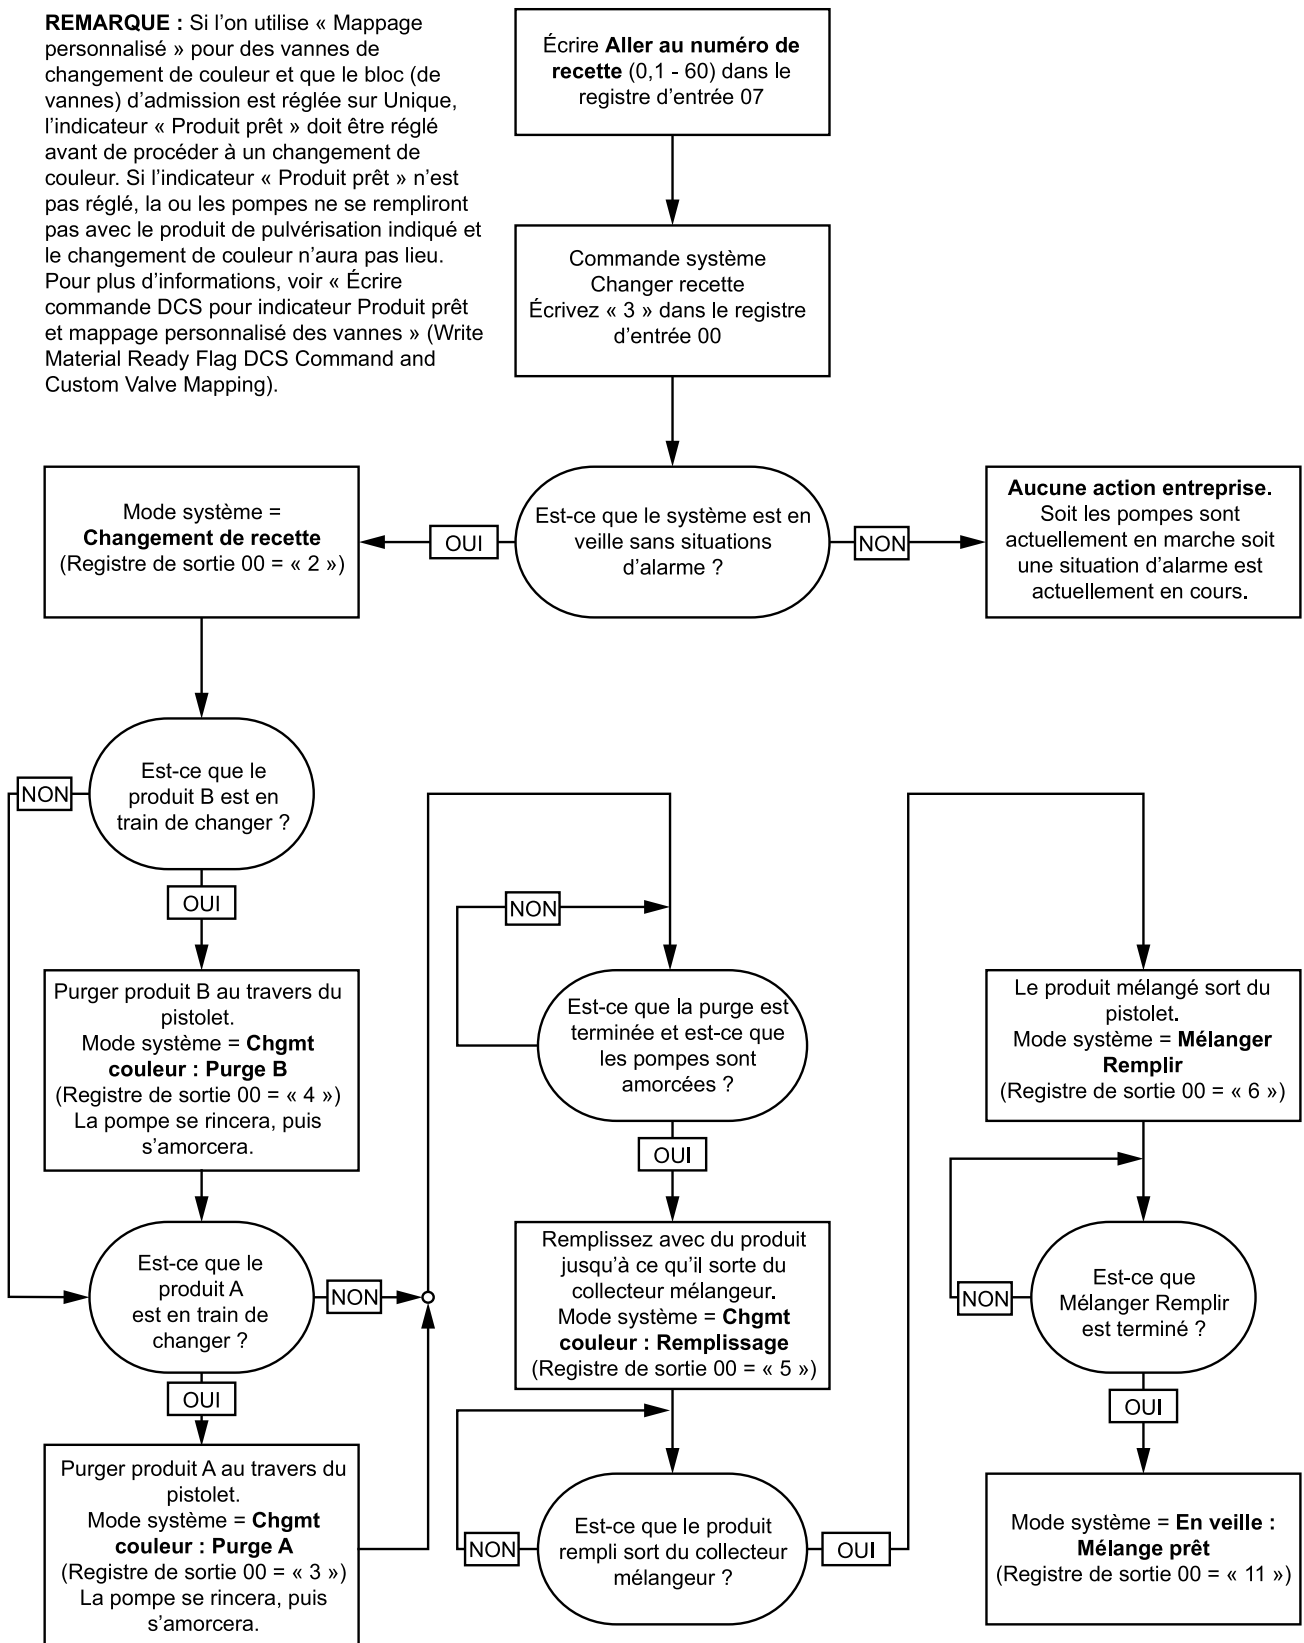 REMARQUE : Si l'on utilise « Mappage
personnalisé » pour des vannes de
changement de couleur et que le bloc (de
vannes) d'admission est réglée sur Unique,
l'indicateur « Produit prêt » doit être réglé
avant de procéder à un changement de
couleur. Si l'indicateur « Produit prêt » n'est
pas réglé, la ou les pompes ne se rempliront
pas avec le produit de pulvérisation indiqué et
le changement de couleur n'aura pas lieu.
Pour plus d'informations, voir « Écrire
commande DCS pour indicateur Produit prêt
et mappage personnalisé des vannes » (Write
Material Ready Flag DCS Command and
Custom Valve Mapping).
Écrire Aller au numéro de
recette (0,1 - 60) dans le
registre d'entrée 07
Commande système
Changer recette
Écrivez « 3 » dans le registre
d'entrée 00
Est-ce que le système est en
veille sans situations
d'alarme ?
NON
Aucune action entreprise.
Soit les pompes sont
actuellement en marche soit
une situation d'alarme est
actuellement en cours.
OUI
Mode système =
Changement de recette
(Registre de sortie 00 = « 2 »)
Est-ce que le
produit B est en
train de changer ?
NON
OUI
Purger produit B au travers du
pistolet.
Mode système = Chgmt
couleur : Purge B
(Registre de sortie 00 = « 4 »)
La pompe se rincera, puis
s'amorcera.
Est-ce que le
produit A
est en train de
changer ?
NON
OUI
Purger produit A au travers du
pistolet.
Mode système = Chgmt
couleur : Purge A
(Registre de sortie 00 = « 3 »)
La pompe se rincera, puis
s'amorcera.
NON
Est-ce que la purge est
terminée et est-ce que
les pompes sont
amorcées ?
OUI
Remplissez avec du produit
jusqu'à ce qu'il sorte du
collecteur mélangeur.
Mode système = Chgmt
couleur : Remplissage
(Registre de sortie 00 = « 5 »)
Est-ce que le produit
rempli sort du collecteur
mélangeur ?
NON
OUI
Le produit mélangé sort du
pistolet.
Mode système = Mélanger
Remplir
(Registre de sortie 00 = « 6 »)
Est-ce que
Mélanger Remplir
est terminé ?
NON
OUI
Mode système = En veille :
Mélange prêt
(Registre de sortie 00 = « 11 »)